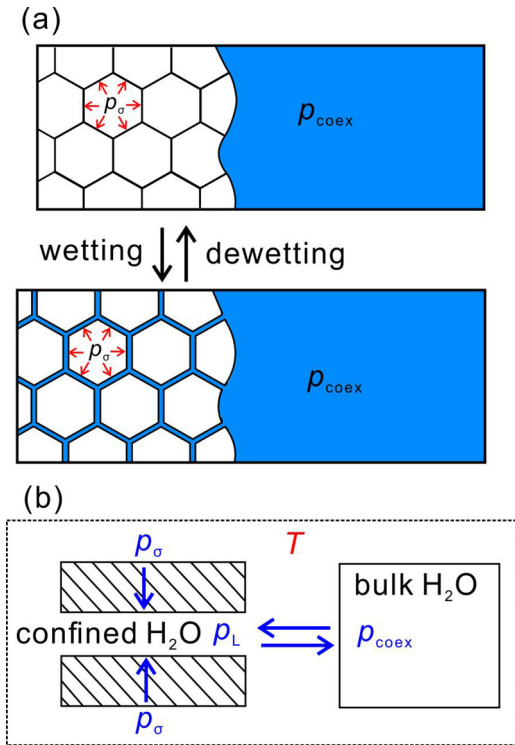 (a)
pσ
pcoex
wetting dewetting
pσ
pcoex
(b)
pσ T
bulk H₂O
confined H₂O pL pcoex
pσ